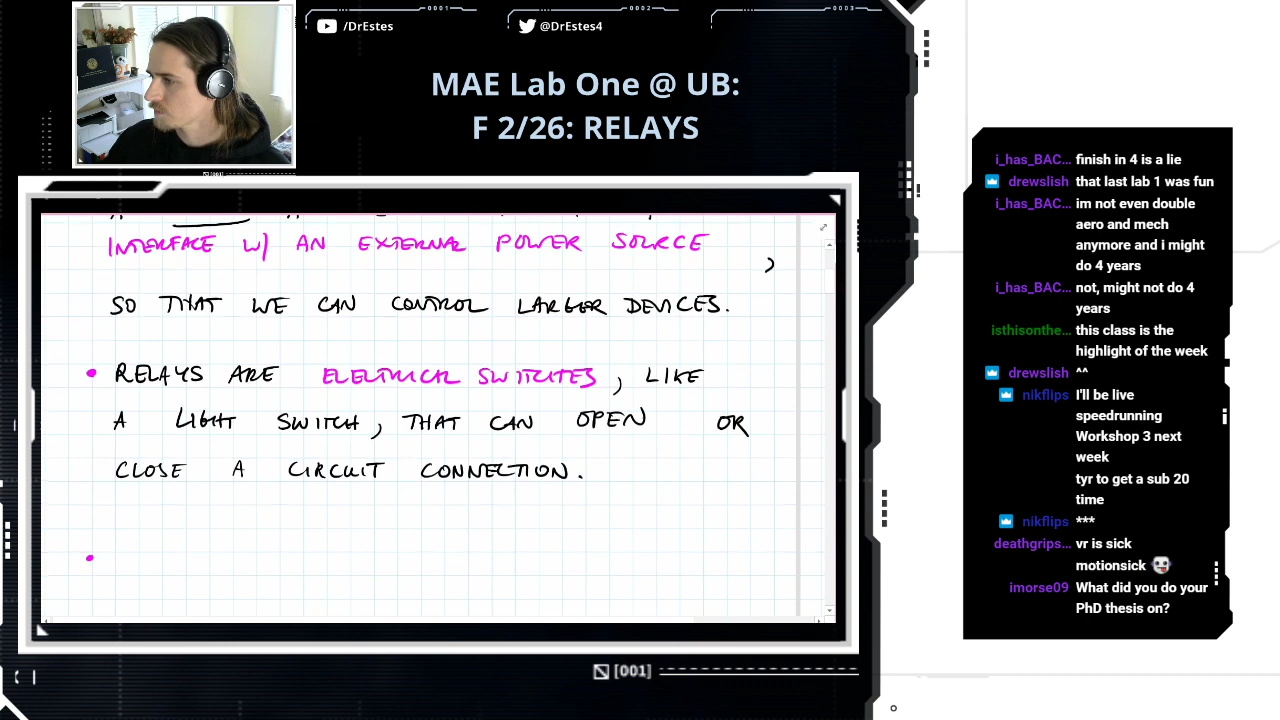 0001
0002
0003
/DrEstes
@DrEstes4
MAE Lab One @ UB:
F 2/26: RELAYS
[001]
INTERFACE W/ AN EXTERNAL POWER SOURCE,
SO THAT WE CAN CONTROL LARGER DEVICES.
• RELAYS ARE ELECTRICAL SWITCHES, LIKE
A LIGHT SWITCH, THAT CAN OPEN OR
CLOSE A CIRCUIT CONNECTION.
•
[001]
i_has_BAC... finish in 4 is a lie
drewslish that last lab 1 was fun
i_has_BAC... im not even double
aero and mech
anymore and i might
do 4 years
i_has_BAC... not, might not do 4
years
isthisonthe... this class is the
highlight of the week
drewslish ^^
nikflips I'll be live
speedrunning
Workshop 3 next
week
tyr to get a sub 20
time
nikflips ***
deathgrips... vr is sick
motionsick
imorse09 What did you do your
PhD thesis on?